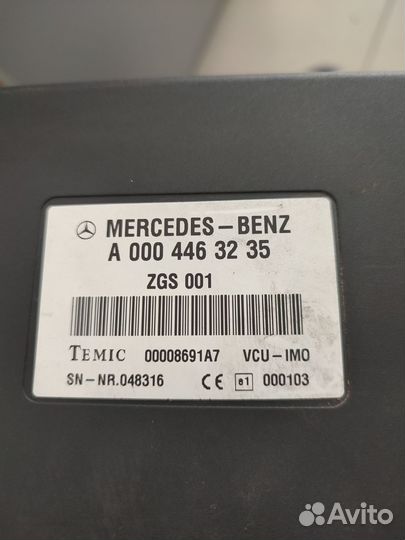 MERCEDES-BENZ
A 000 446 32 35
ZGS 001
TEMIC 00008691A7 VCU-IMO
SN-NR.048316 CE e1 000103
Avito